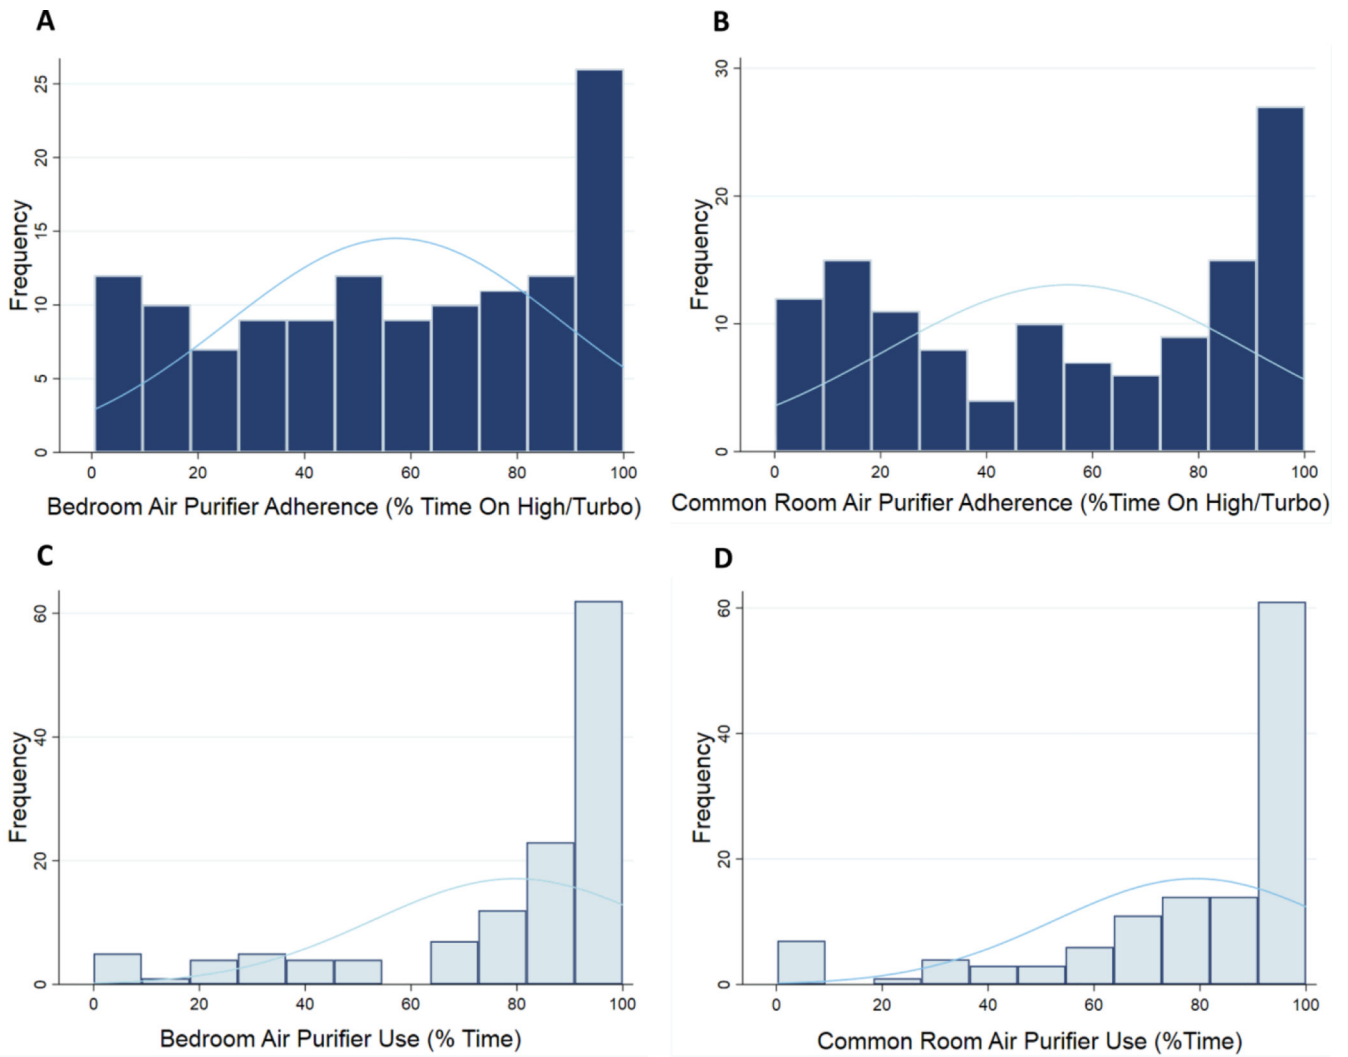 A
B
Frequency
25
20
15
10
5
0
0 20 40 60 80 100
Bedroom Air Purifier Adherence (% Time On High/Turbo)
Frequency
30
20
10
0
0 20 40 60 80 100
Common Room Air Purifier Adherence (%Time On High/Turbo)
C
D
Frequency
60
40
20
0
0 20 40 60 80 100
Bedroom Air Purifier Use (% Time)
Frequency
60
40
20
0
0 20 40 60 80 100
Common Room Air Purifier Use (%Time)